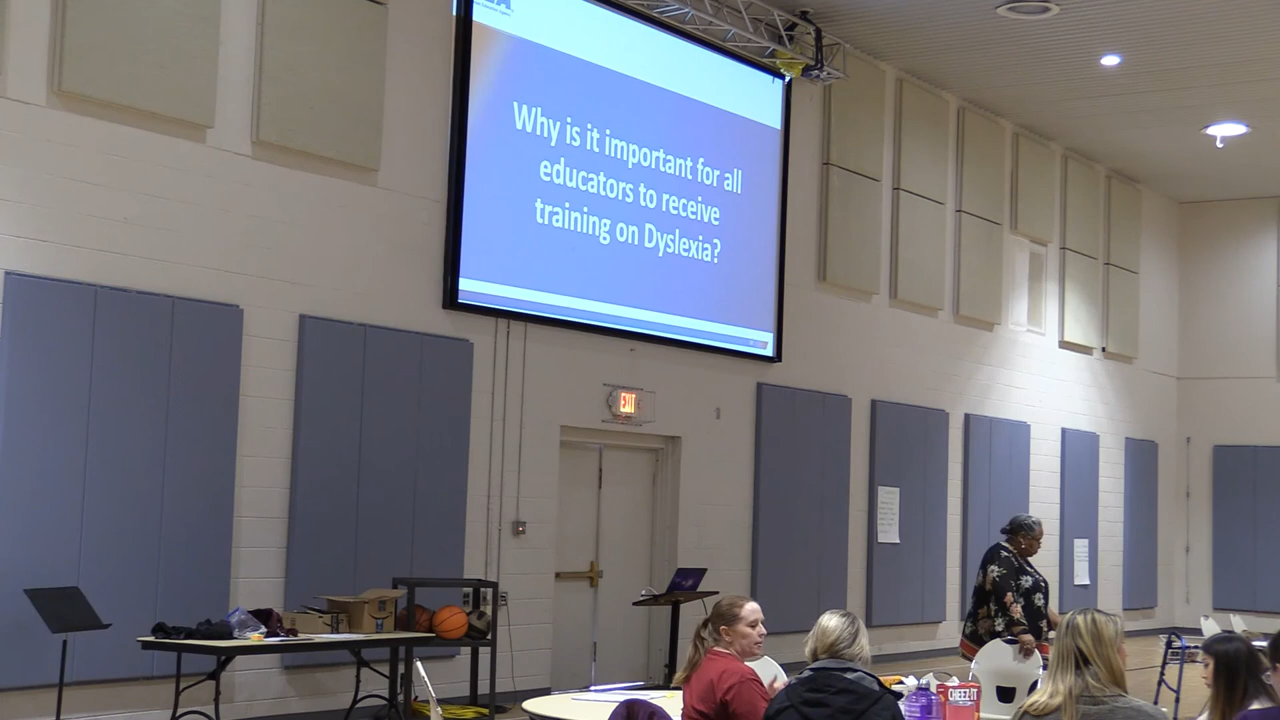 Why is it important for all
educators to receive
training on Dyslexia?
EXIT
CHEEZ-IT